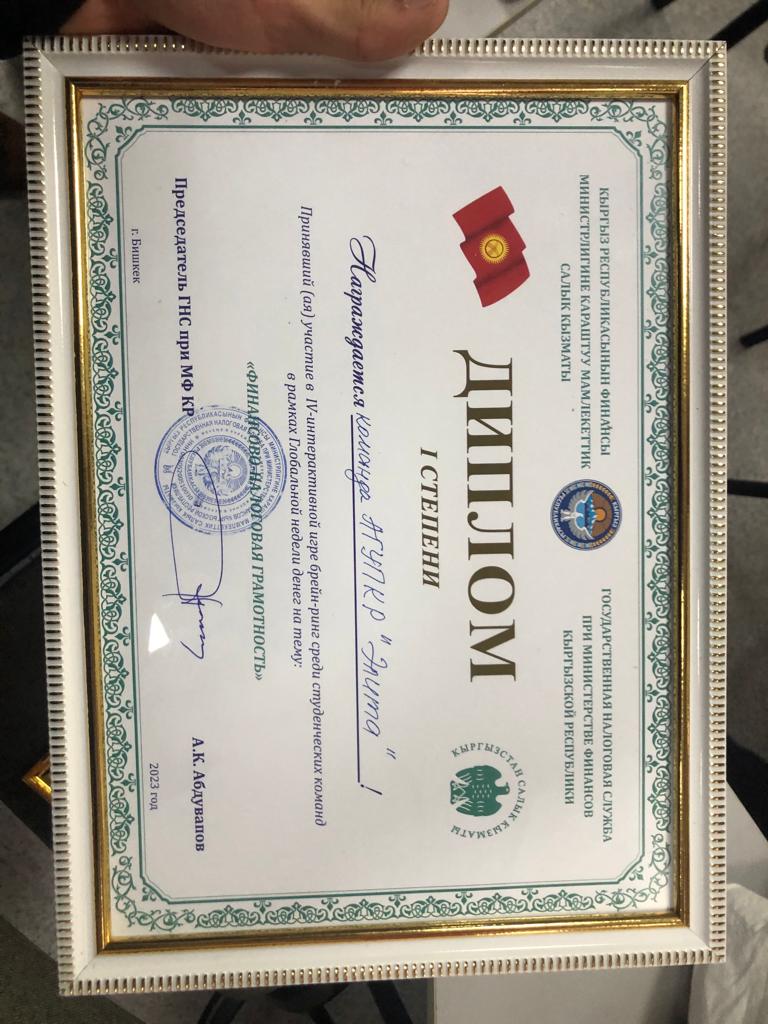 КЫРГЫЗ РЕСПУБЛИКАСЫНЫН ФИНАНСЫ
МИНИСТРЛИГИНЕ КАРАШТУУ МАМЛЕКЕТТИК
САЛЫК КЫЗМАТЫ
ГОСУДАРСТВЕННАЯ НАЛОГОВАЯ СЛУЖБА
ПРИ МИНИСТЕРСТВЕ ФИНАНСОВ
КЫРГЫЗСКОЙ РЕСПУБЛИКИ
КЫРГЫЗСТАН САЛЫК КЫЗМАТЫ
ДИПЛОМ
I СТЕПЕНИ
Награждается команда АГУПКР "Элита"!
Принявший (ая) участие в IV-интерактивной игре брейн-ринг среди студенческих команд
в рамках Глобальной недели денег на тему:
«ФИНАНСОВО-НАЛОГОВАЯ ГРАМОТНОСТЬ»
Председатель ГНС при МФ КР
А.К. Абдувапов
г. Бишкек
2023 год